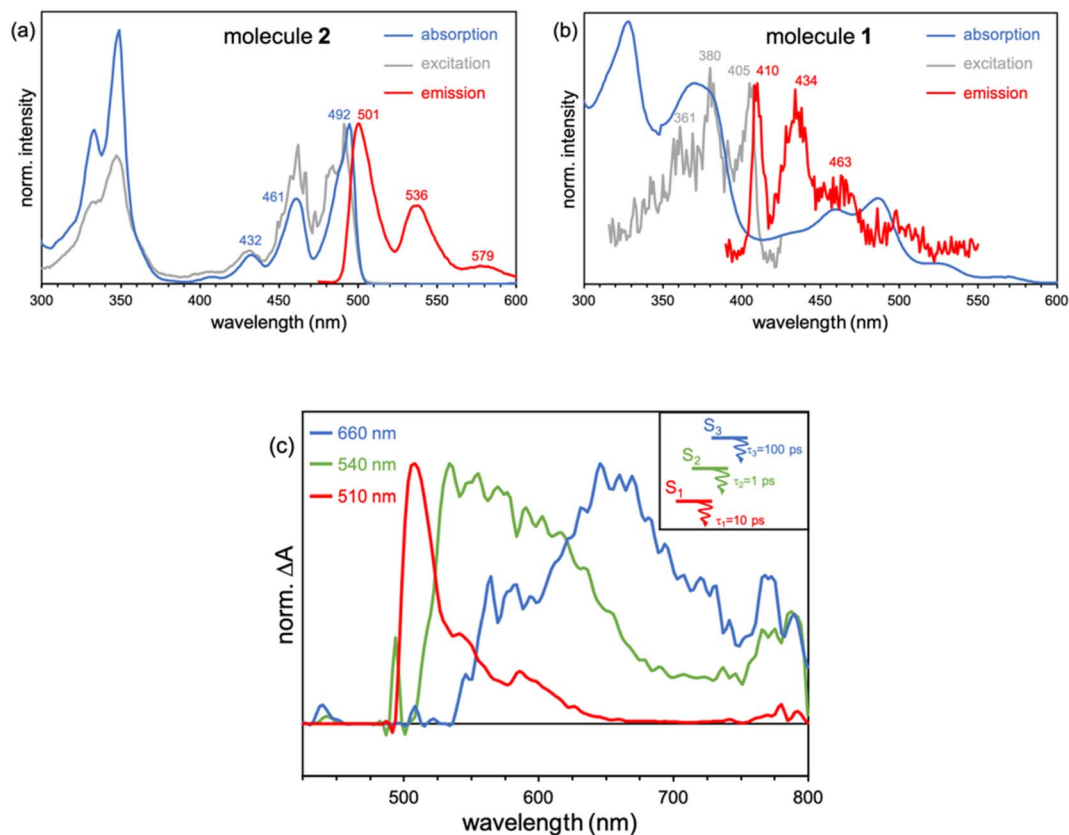 (a)
molecule 2
absorption
excitation
emission
norm. intensity
432
461
492
501
536
579
300 350 400 450 500 550 600
wavelength (nm)
(b)
molecule 1
absorption
excitation
emission
norm. intensity
361
380
405
410
434
463
300 350 400 450 500 550 600
wavelength (nm)
(c)
660 nm
540 nm
510 nm
S3
τ3=100 ps
S2
τ2=1 ps
S1
τ1=10 ps
norm. ΔA
500 600 700 800
wavelength (nm)